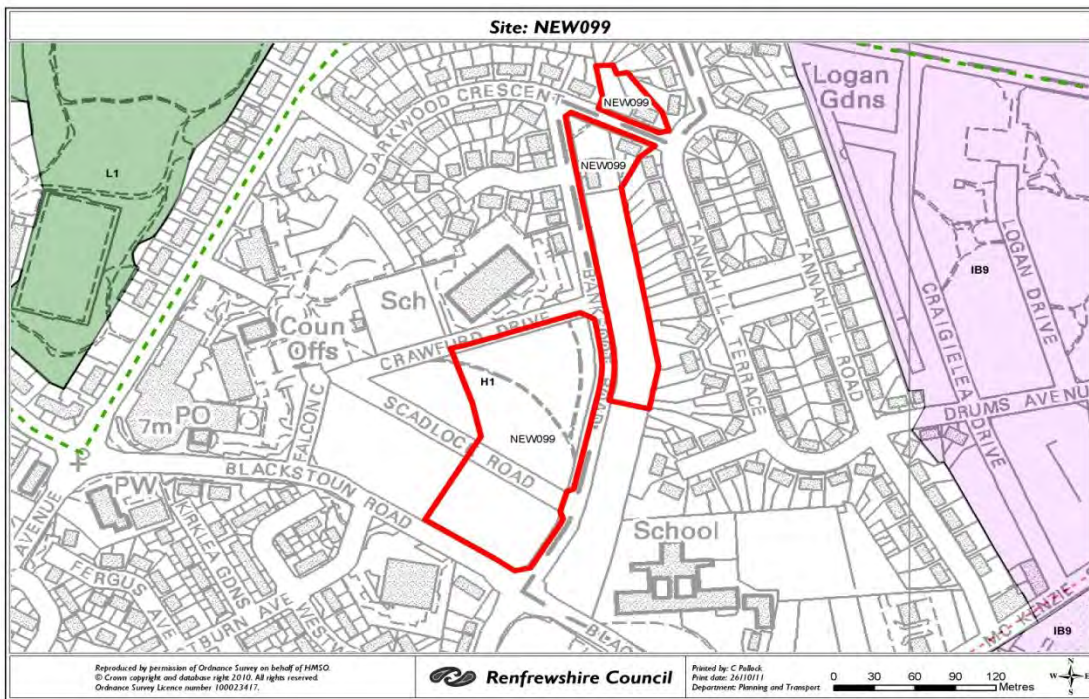 Site: NEW099
Logan
Gdns
DARKWOOD CRESCENT
NEW099
L1
NEW099
LOGAN DRIVE
IB9
TANNAHILL TERRACE
TANNAHILL ROAD
CRAIGIELEA DRIVE
Sch
Coun
Offs
CRAWFURD DRIVE
H1
DRUMS AVENUE
PO
7m
FALCON C
SCADLOCK ROAD
NEW099
BLACKSTOUN ROAD
PW
AVENUE
KIRKLEA GDNS
School
FERGUS AVE
BURN AVE
WEST
MC KENZIE
IB9
BLAC
Reproduced by permission of Ordnance Survey on behalf of HMSO.
© Crown copyright and database right 2010. All rights reserved.
Ordnance Survey Licence number 100023417.
Renfrewshire Council
Printed by: C Pollock
Print date: 26/10/11
Department: Planning and Transport
0 30 60 90 120
Metres
N
W
S